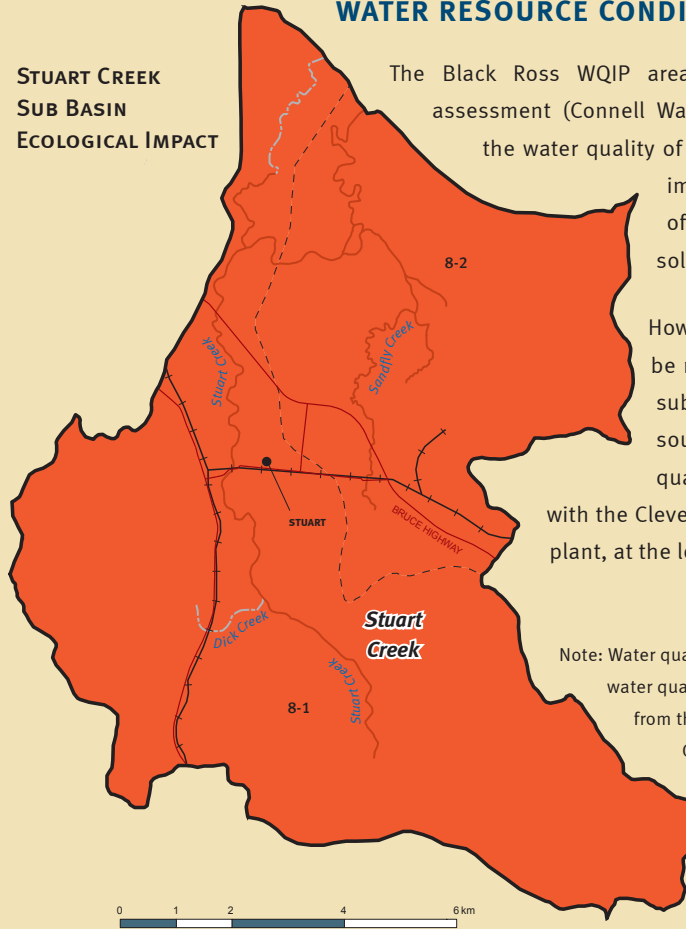 WATER RESOURCE CONDI
STUART CREEK
SUB BASIN
ECOLOGICAL IMPACT
The Black Ross WQIP area
assessment (Connell Wa
the water quality of
im
of
sol
How
be r
sub
sou
qua
with the Cleve
plant, at the l
Note: Water qua
water qua
from th
8-2
Stuart Creek
Sandfly Creek
STUART
BRUCE HIGHWAY
Stuart
Creek
Dick Creek
Stuart Creek
8-1
0 1 2 4 6 km